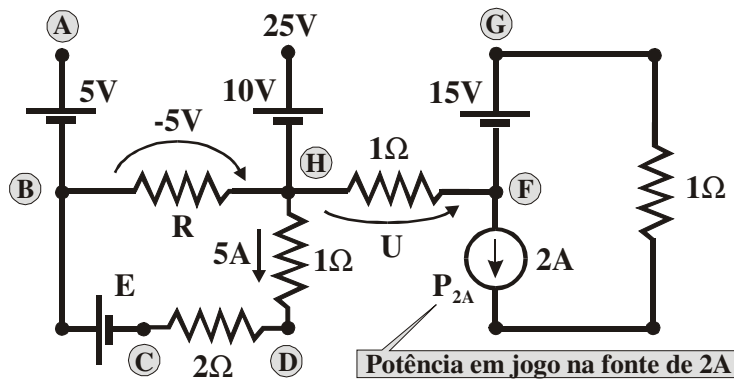 A
25V
G
5V
10V
15V
-5V
H
1Ω
B
F
1Ω
R
5A
1Ω
U
2A
E
P2A
C
2Ω
D
Potência em jogo na fonte de 2A